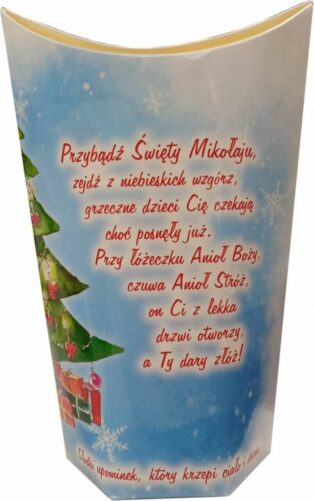 Przybądź Święty Mikołaju,
zejdź z niebieskich wzgórz,
grzeczne dzieci Cię czekają
choć posnęły już.
Przy łóżeczku Anioł Boży,
czuwa Anioł Stróż,
on Ci z lekka
drzwi otworzy,
a Ty dary złóż!
upominek, który krzepi ciało i